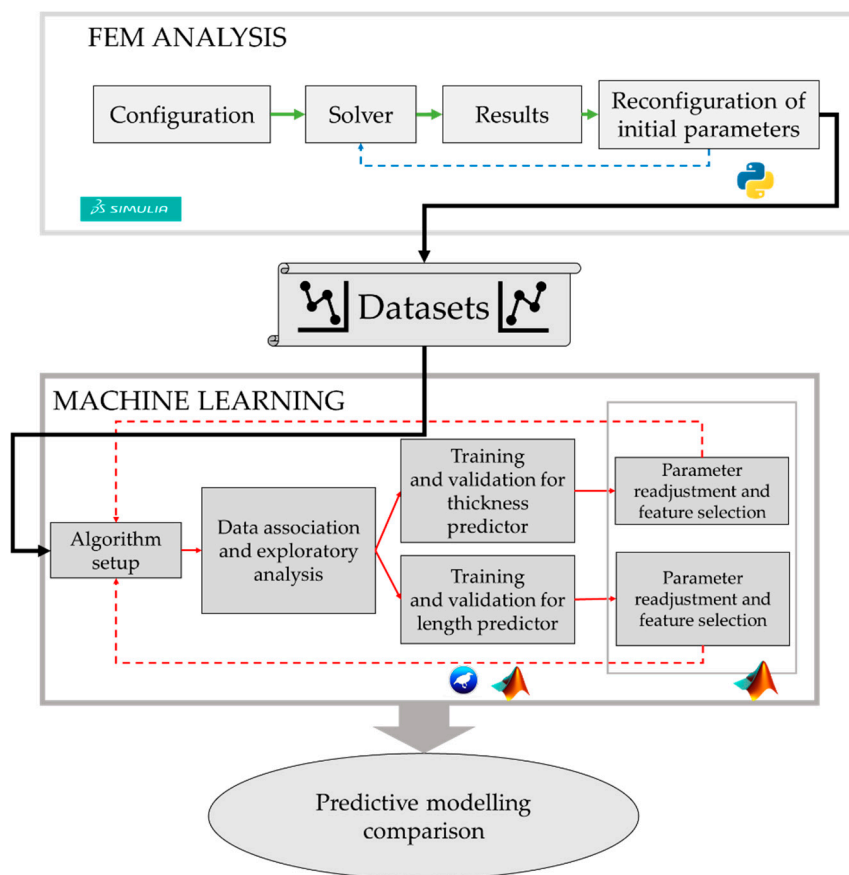 FEM ANALYSIS
Configuration
Solver
Results
Reconfiguration of
initial parameters
3DS SIMULIA
Datasets
MACHINE LEARNING
Algorithm
setup
Data association
and exploratory
analysis
Training
and validation for
thickness
predictor
Training
and validation for
length predictor
Parameter
readjustment and
feature selection
Parameter
readjustment and
feature selection
Predictive modelling
comparison